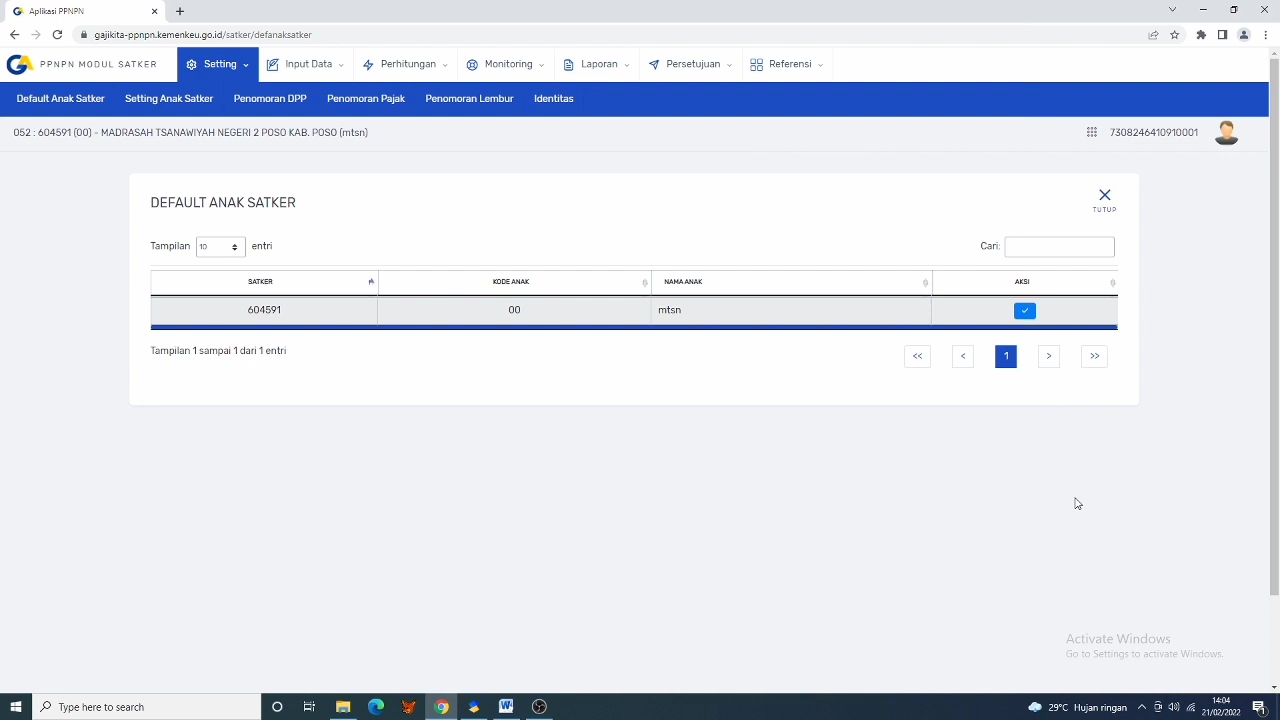 Aplikasi PPNPN
gajikita-ppnpn.kemenkeu.go.id/satker/defanaksatker
PPNPN MODUL SATKER
Setting
Input Data
Perhitungan
Monitoring
Laporan
Persetujuan
Referensi
Default Anak Satker
Setting Anak Satker
Penomoran DPP
Penomoran Pajak
Penomoran Lembur
Identitas
052 : 604591 (00) - MADRASAH TSANAWIYAH NEGERI 2 POSO KAB. POSO (mtsn)
7308246410910001
DEFAULT ANAK SATKER
TUTUP
Tampilan 10 entri
Cari:
SATKER KODE ANAK NAMA ANAK AKSI
604591 00 mtsn
Tampilan 1 sampai 1 dari 1 entri
<< < 1 > >>
Activate Windows
Go to Settings to activate Windows.
Type here to search
29°C Hujan ringan
14:04
21/02/2022